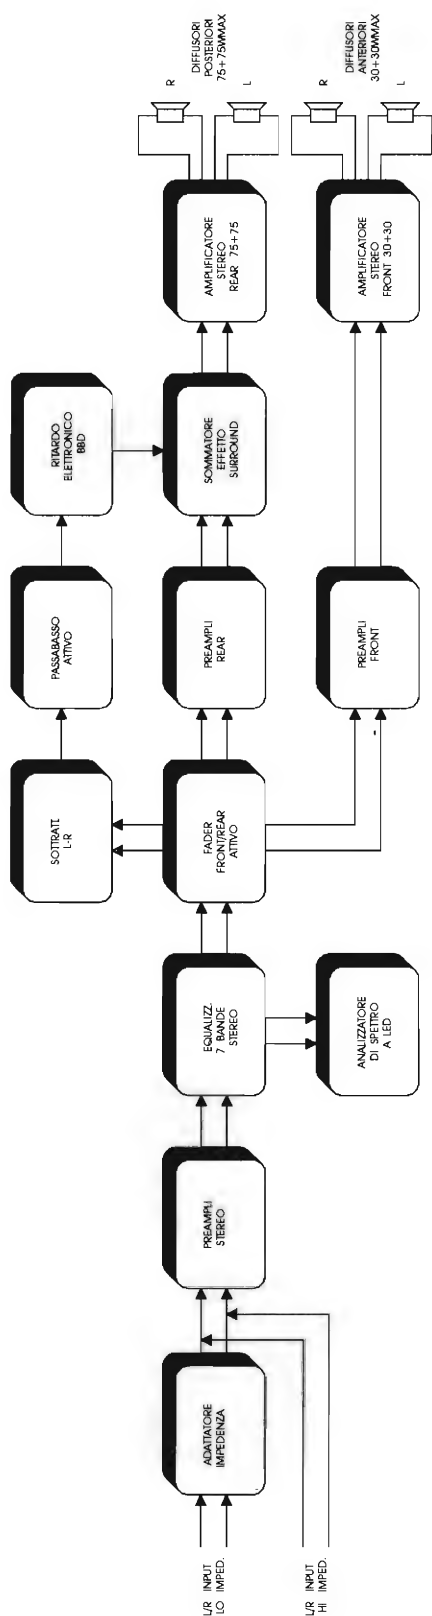 L/R INPUT
LO IMPED.
L/R INPUT
HI IMPED.
ADATTATORE
IMPEDENZA
PREAMPLI
STEREO
EQUALIZZ.
7 BANDE
STEREO
ANALIZZATORE
DI SPETTRO
A LED
SOTTRATT.
L-R
FADER
FRONT/REAR
ATTIVO
PASSABASSO
ATTIVO
PREAMPLI
REAR
PREAMPLI
FRONT
RITARDO
ELETTRONICO
BBD
SOMMATORE
EFFETTO
SURROUND
AMPLIFICATORE
STEREO
REAR 75+75
AMPLIFICATORE
STEREO
FRONT 30+30
R
L
DIFFUSORI
POSTERIORI
75+75WMAX
R
L
DIFFUSORI
ANTERIORI
30+30WMAX